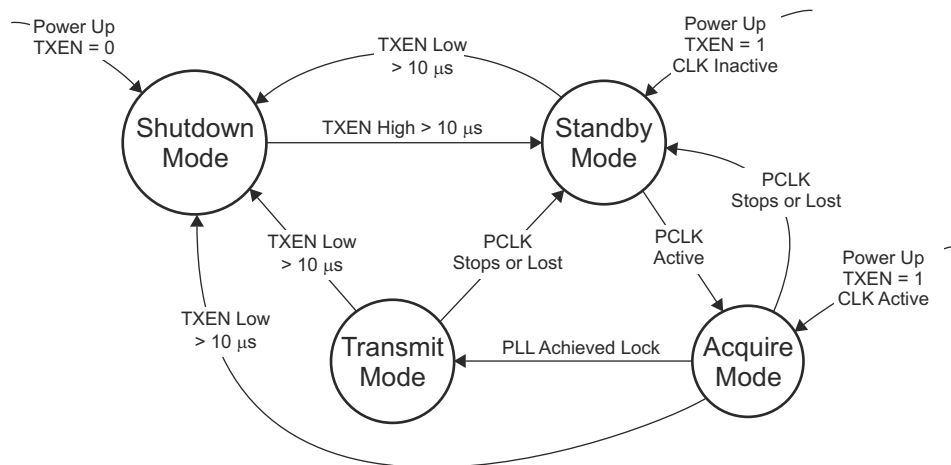 Power Up
TXEN = 0
TXEN Low
> 10 μs
Power Up
TXEN = 1
CLK Inactive
Shutdown
Mode
TXEN High > 10 μs
Standby
Mode
PCLK
Stops or Lost
TXEN Low
> 10 μs
PCLK
Stops or Lost
PCLK
Active
Power Up
TXEN = 1
CLK Active
TXEN Low
> 10 μs
Transmit
Mode
PLL Achieved Lock
Acquire
Mode